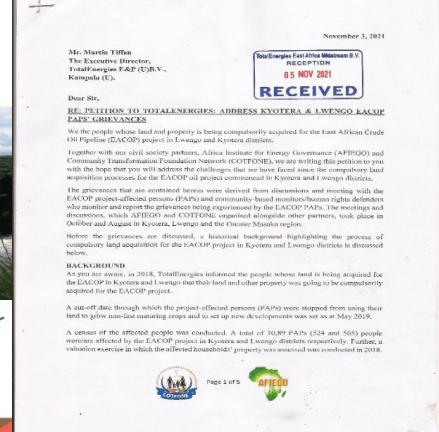 November 3, 2021
Mr. Martin Tiffen
The Executive Director,
TotalEnergies E&P (U)B.V.,
Kampala (U).
TotalEnergies East Africa Midstream B.V.
RECEPTION
05 NOV 2021
RECEIVED
Dear Sir,
RE: PETITION TO TOTALENERGIES: ADDRESS KYOTERA & LWENGO EACOP
PAPS' GRIEVANCES
We the people whose land and property is being compulsorily acquired for the East African Crude
Oil Pipeline (EACOP) project in Lwengo and Kyotera districts.
Together with our civil society partners, Africa Institute for Energy Governance (AFIEGO) and
Community Transformation Foundation Network (COTFONE), we are writing this petition to you
with the hope that you will address the challenges that we have faced since the compulsory land
acquisition processes for the EACOP oil project commenced in Kyotera and Lwengo districts.
The grievances that are contained herein were derived from discussions and meeting with the
EACOP project-affected persons (PAPs) and community-based monitors/human rights defenders
who monitor and report the grievances being experienced by the EACOP PAPs. The meetings and
discussions, which AFIEGO and COTFONE organised alongside other partners, took place in
October and August in Kyotera, Lwengo and the Greater Masaka region.
Before the grievances are discussed, a historical background highlighting the process of
compulsory land acquisition for the EACOP project in Kyotera and Lwengo districts is discussed
below.
BACKGROUND
As you are aware, in 2018, TotalEnergies informed the people whose land is being acquired for
the EACOP in Kyotera and Lwengo that their land and other property was going to be compulsorily
acquired for the EACOP project.
A cut-off date through which the project-affected persons (PAPs) were stopped from using their
land to grow non-fast maturing crops and to set up new developments was set as at May 2019.
A census of the affected people was conducted. A total of 10,89 PAPs (524 and 565) people
were/are affected by the EACOP project in Kyotera and Lwengo districts respectively. Further, a
valuation exercise in which the affected households' property was assessed was conducted in 2018.
COTFONE
Page 1 of 5
AFIEGO